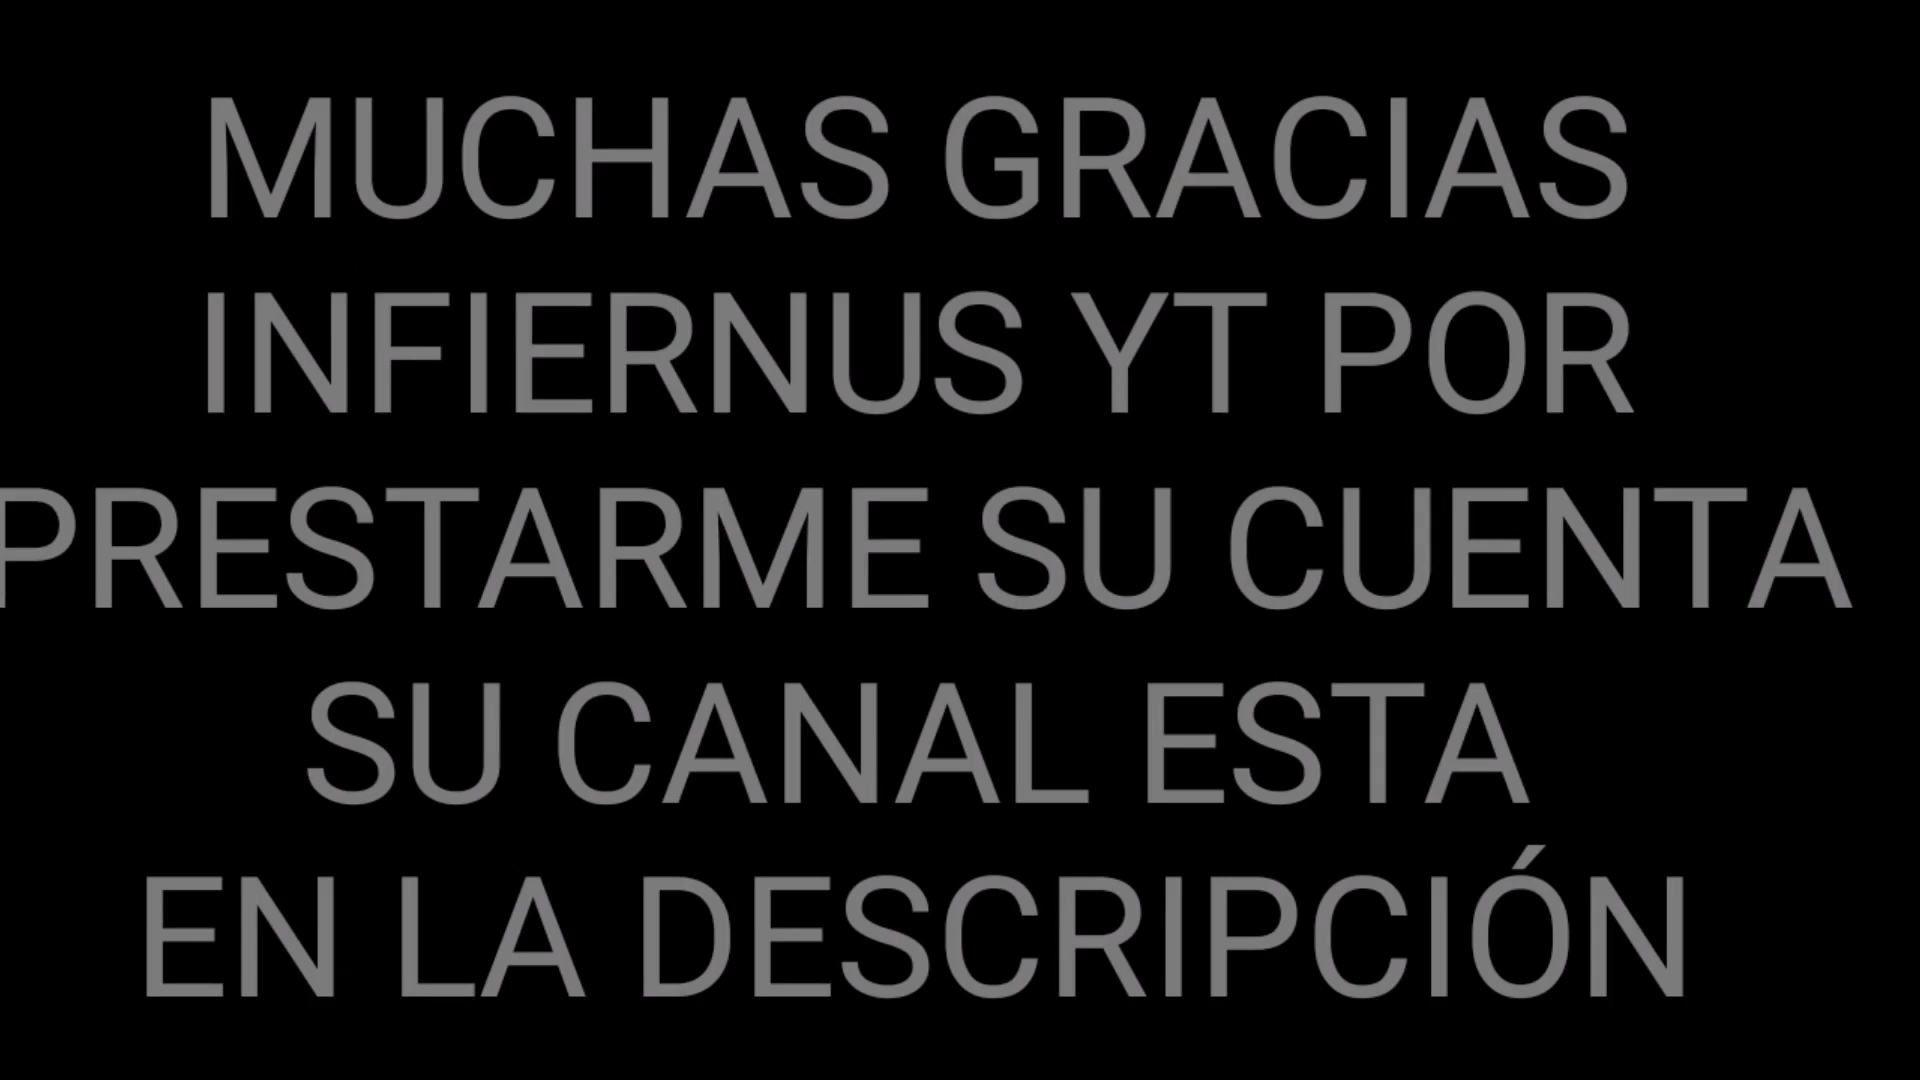 MUCHAS GRACIAS
INFIERNUS YT POR
PRESTARME SU CUENTA
SU CANAL ESTA
EN LA DESCRIPCIÓN